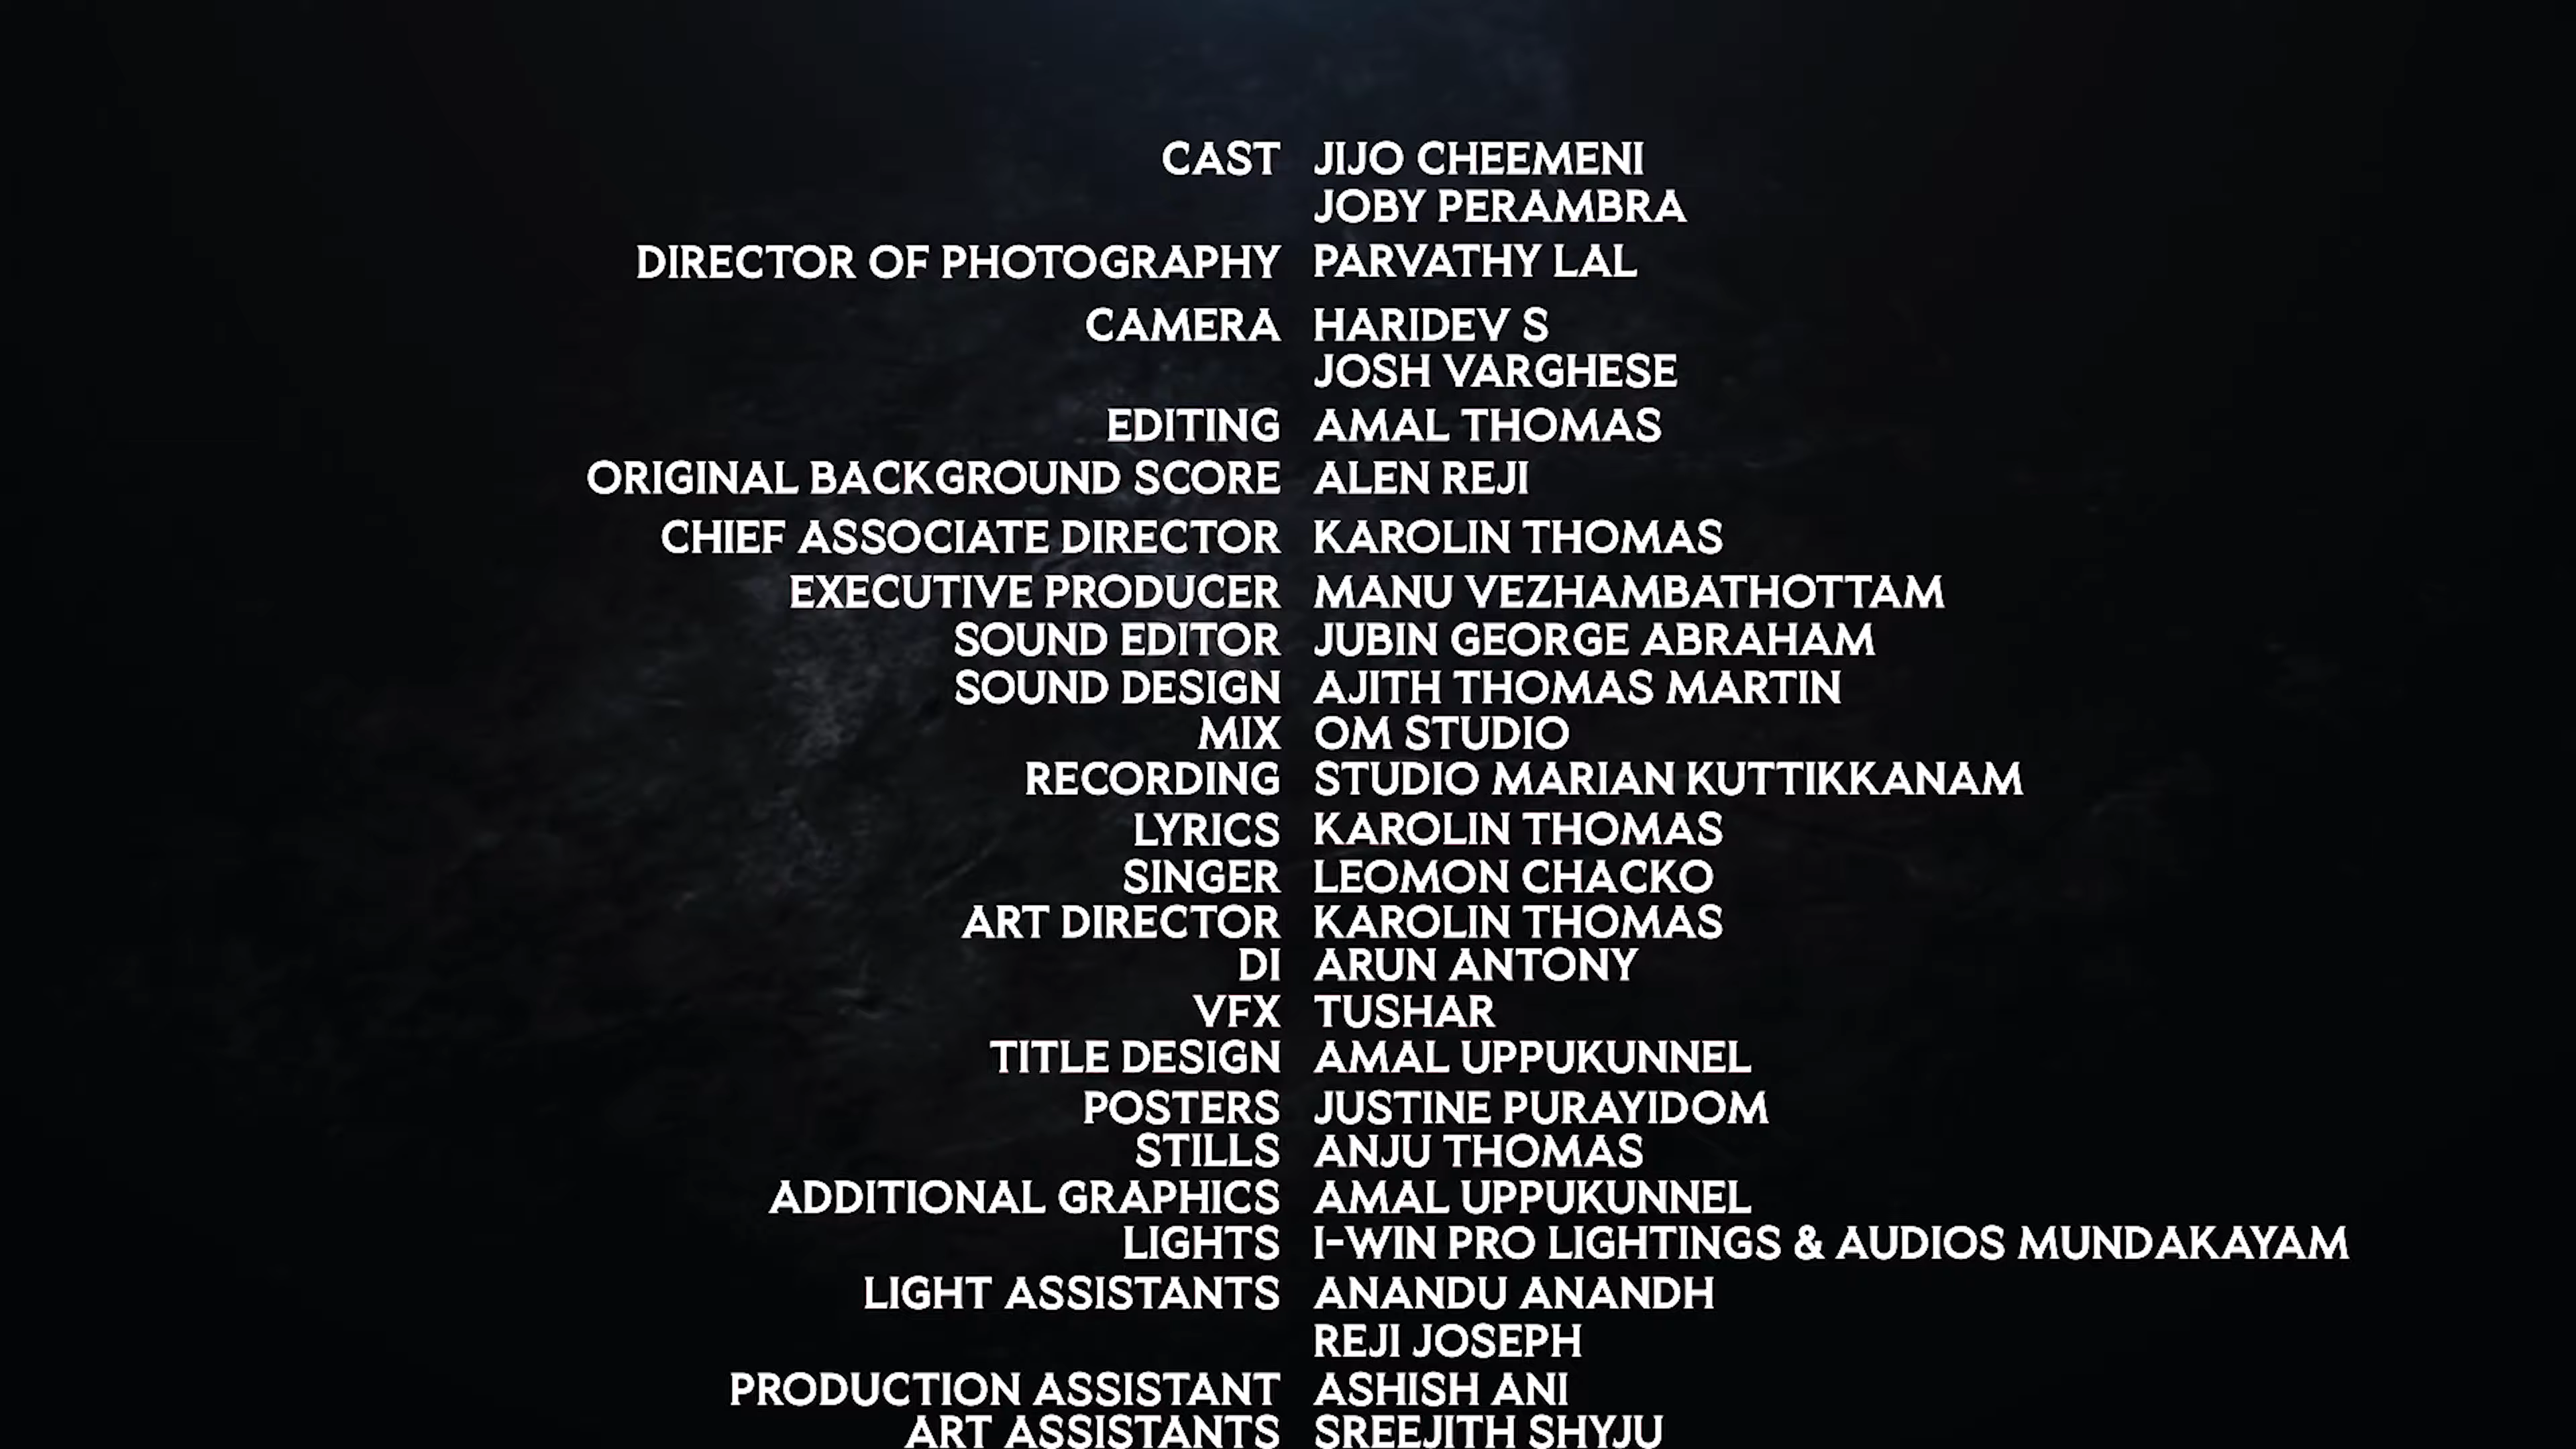 CAST JIJO CHEEMENI
JOBY PERAMBRA
DIRECTOR OF PHOTOGRAPHY PARVATHY LAL
CAMERA HARIDEV S
JOSH VARGHESE
EDITING AMAL THOMAS
ORIGINAL BACKGROUND SCORE ALEN REJI
CHIEF ASSOCIATE DIRECTOR KAROLIN THOMAS
EXECUTIVE PRODUCER MANU VEZHAMBATHOTTAM
SOUND EDITOR JUBIN GEORGE ABRAHAM
SOUND DESIGN AJITH THOMAS MARTIN
MIX OM STUDIO
RECORDING STUDIO MARIAN KUTTIKKANAM
LYRICS KAROLIN THOMAS
SINGER LEOMON CHACKO
ART DIRECTOR KAROLIN THOMAS
DI ARUN ANTONY
VFX TUSHAR
TITLE DESIGN AMAL UPPUKUNNEL
POSTERS JUSTINE PURAYIDOM
STILLS ANJU THOMAS
ADDITIONAL GRAPHICS AMAL UPPUKUNNEL
LIGHTS I-WIN PRO LIGHTINGS & AUDIOS MUNDAKAYAM
LIGHT ASSISTANTS ANANDU ANANDH
REJI JOSEPH
PRODUCTION ASSISTANT ASHISH ANI
ART ASSISTANTS SREEJITH SHYJU